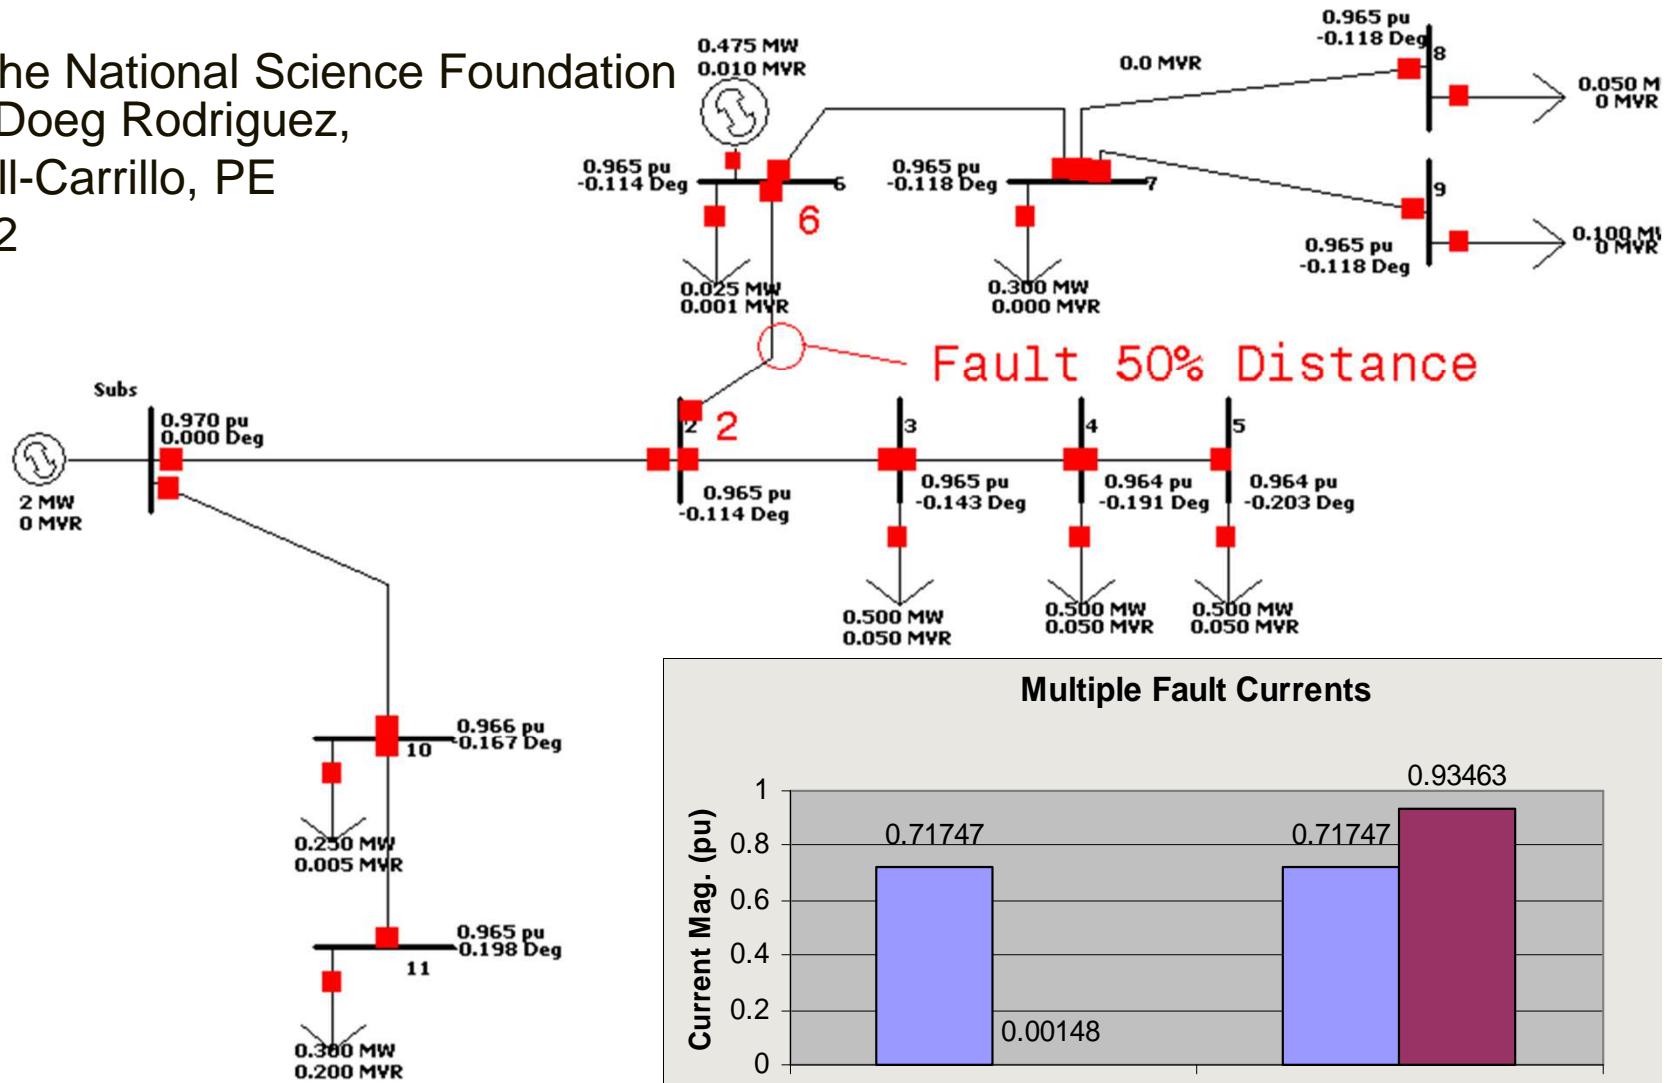 he National Science Foundation
Doeg Rodriguez,
ll-Carrillo, PE
2
0.475 MW
0.010 MVR
0.965 pu
-0.114 Deg
6
6
0.025 MW
0.001 MVR
0.0 MVR
0.965 pu
-0.118 Deg
7
0.300 MW
0.000 MVR
0.965 pu
-0.118 Deg
8
0.050 M
0 MVR
9
0.965 pu
-0.118 Deg
0.100 MW
0 MVR
Fault 50% Distance
Subs
0.970 pu
0.000 Deg
2 MW
0 MVR
2
2
0.965 pu
-0.114 Deg
3
0.965 pu
-0.143 Deg
0.500 MW
0.050 MVR
4
0.964 pu
-0.191 Deg
0.500 MW
0.050 MVR
5
0.964 pu
-0.203 Deg
0.500 MW
0.050 MVR
0.966 pu
-0.167 Deg
10
0.250 MW
0.005 MVR
0.965 pu
-0.198 Deg
11
0.300 MW
0.200 MVR
Multiple Fault Currents
Current Mag. (pu)
1
0.8
0.6
0.4
0.2
0
0.71747
0.00148
0.71747
0.93463